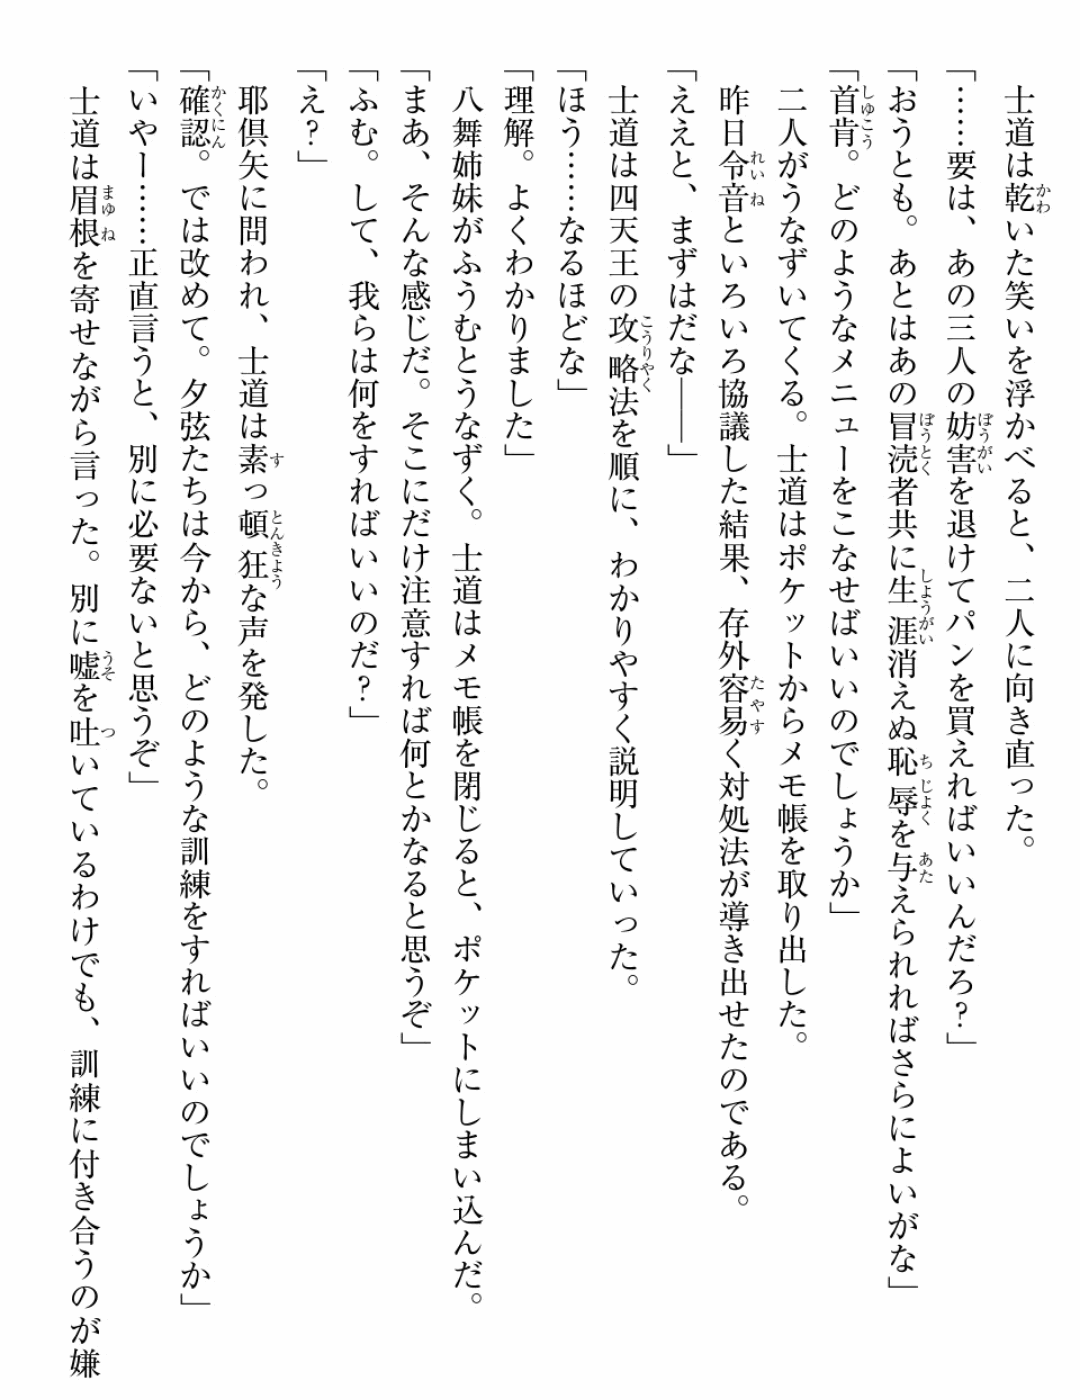 士道は乾いた笑いを浮かべると、二人に向き直った。
「……要は、あの三人の妨害を退けてパンを買えればいいんだろ？」
「おうとも。あとはあの冒涜者共に生涯消えぬ恥辱を与えられればさらによいがな」
「首肯。どのようなメニューをこなせばいいのでしょうか」
二人がうなずいてくる。士道はポケットからメモ帳を取り出した。
昨日令音といろいろ協議した結果、存外容易く対処法が導き出せたのである。
「ええと、まずはだな――」
士道は四天王の攻略法を順に、わかりやすく説明していった。
「ほう……なるほどな」
「理解。よくわかりました」
八舞姉妹がふうむとうなずく。士道はメモ帳を閉じると、ポケットにしまい込んだ。
「まあ、そんな感じだ。そこにだけ注意すれば何とかなると思うぞ」
「ふむ。して、我らは何をすればいいのだ？」
「え？」
耶倶矢に問われ、士道は素っ頓狂な声を発した。
「確認。では改めて。夕弦たちは今から、どのような訓練をすればいいのでしょうか」
「いやー……正直言うと、別に必要ないと思うぞ」
士道は眉根を寄せながら言った。別に嘘を吐いているわけでも、訓練に付き合うのが嫌